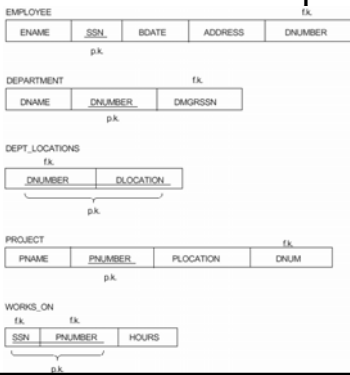 EMPLOYEE
f.k.
ENAME SSN BDATE ADDRESS DNUMBER
p.k.
DEPARTMENT
f.k.
DNAME DNUMBER DMGRSSN
p.k.
DEPT_LOCATIONS
f.k.
DNUMBER DLOCATION
p.k.
PROJECT
f.k.
PNAME PNUMBER PLOCATION DNUM
p.k.
WORKS_ON
f.k. f.k.
SSN PNUMBER HOURS
p.k.